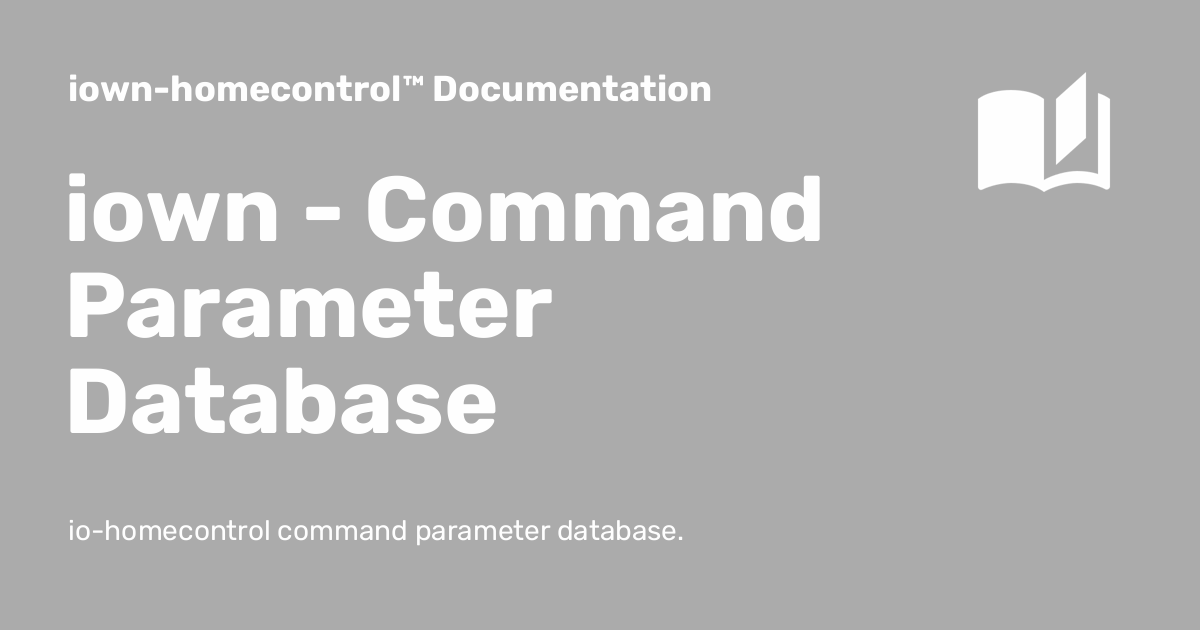 iown-homecontrol™ Documentation
iown - Command
Parameter
Database
io-homecontrol command parameter database.